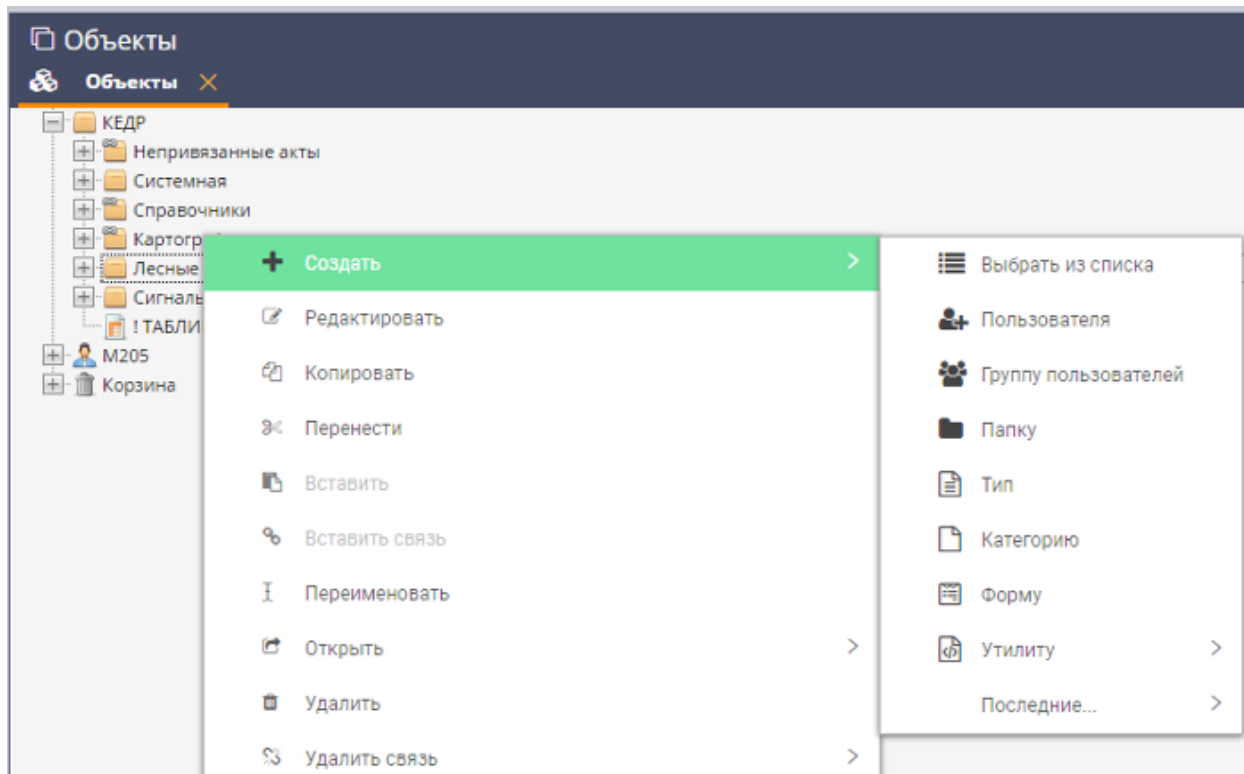 Объекты
Объекты
КЕДР
Непривязанные акты
Системная
Справочники
Картогр
Лесные
Сигналь
! ТАБЛИ
М205
Корзина
Создать
Редактировать
Копировать
Перенести
Вставить
Вставить связь
Переименовать
Открыть
Удалить
Удалить связь
Выбрать из списка
Пользователя
Группу пользователей
Папку
Тип
Категорию
Форму
Утилиту
Последние...